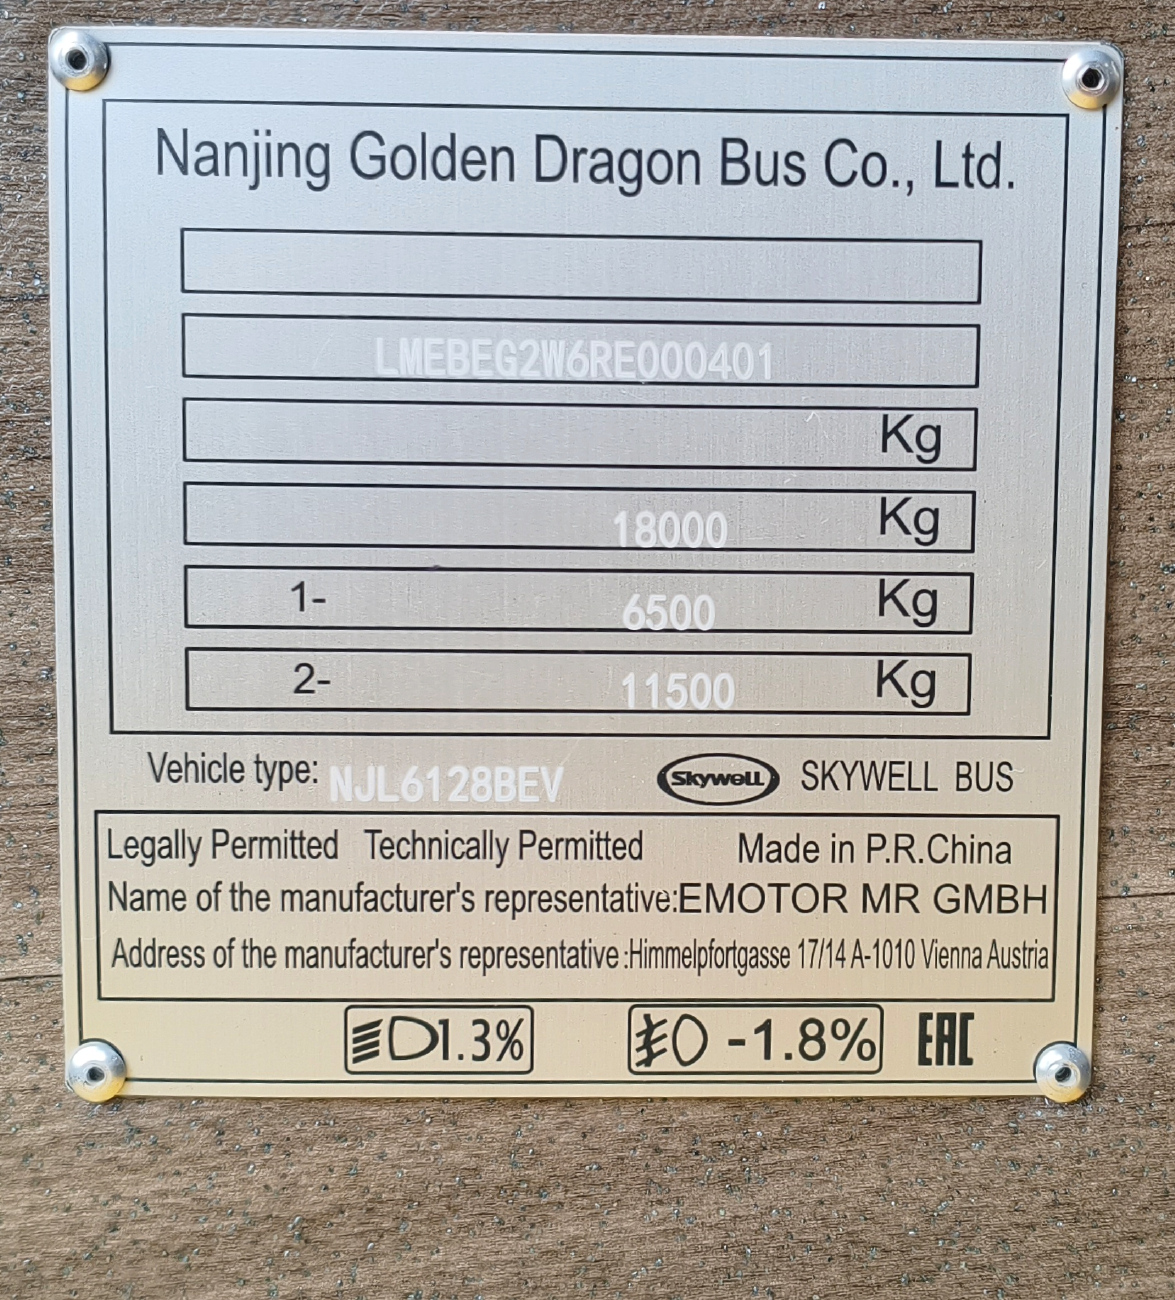 Nanjing Golden Dragon Bus Co., Ltd.
LMEBEG2W6RE000401
Kg
18000 Kg
1- 6500 Kg
2- 11500 Kg
Vehicle type: NJL6128BEV Skywell SKYWELL BUS
Legally Permitted Technically Permitted Made in P.R.China
Name of the manufacturer's representative:EMOTOR MR GMBH
Address of the manufacturer's representative:Himmelpfortgasse 17/14 A-1010 Vienna Austria
1.3% -1.8% EAC